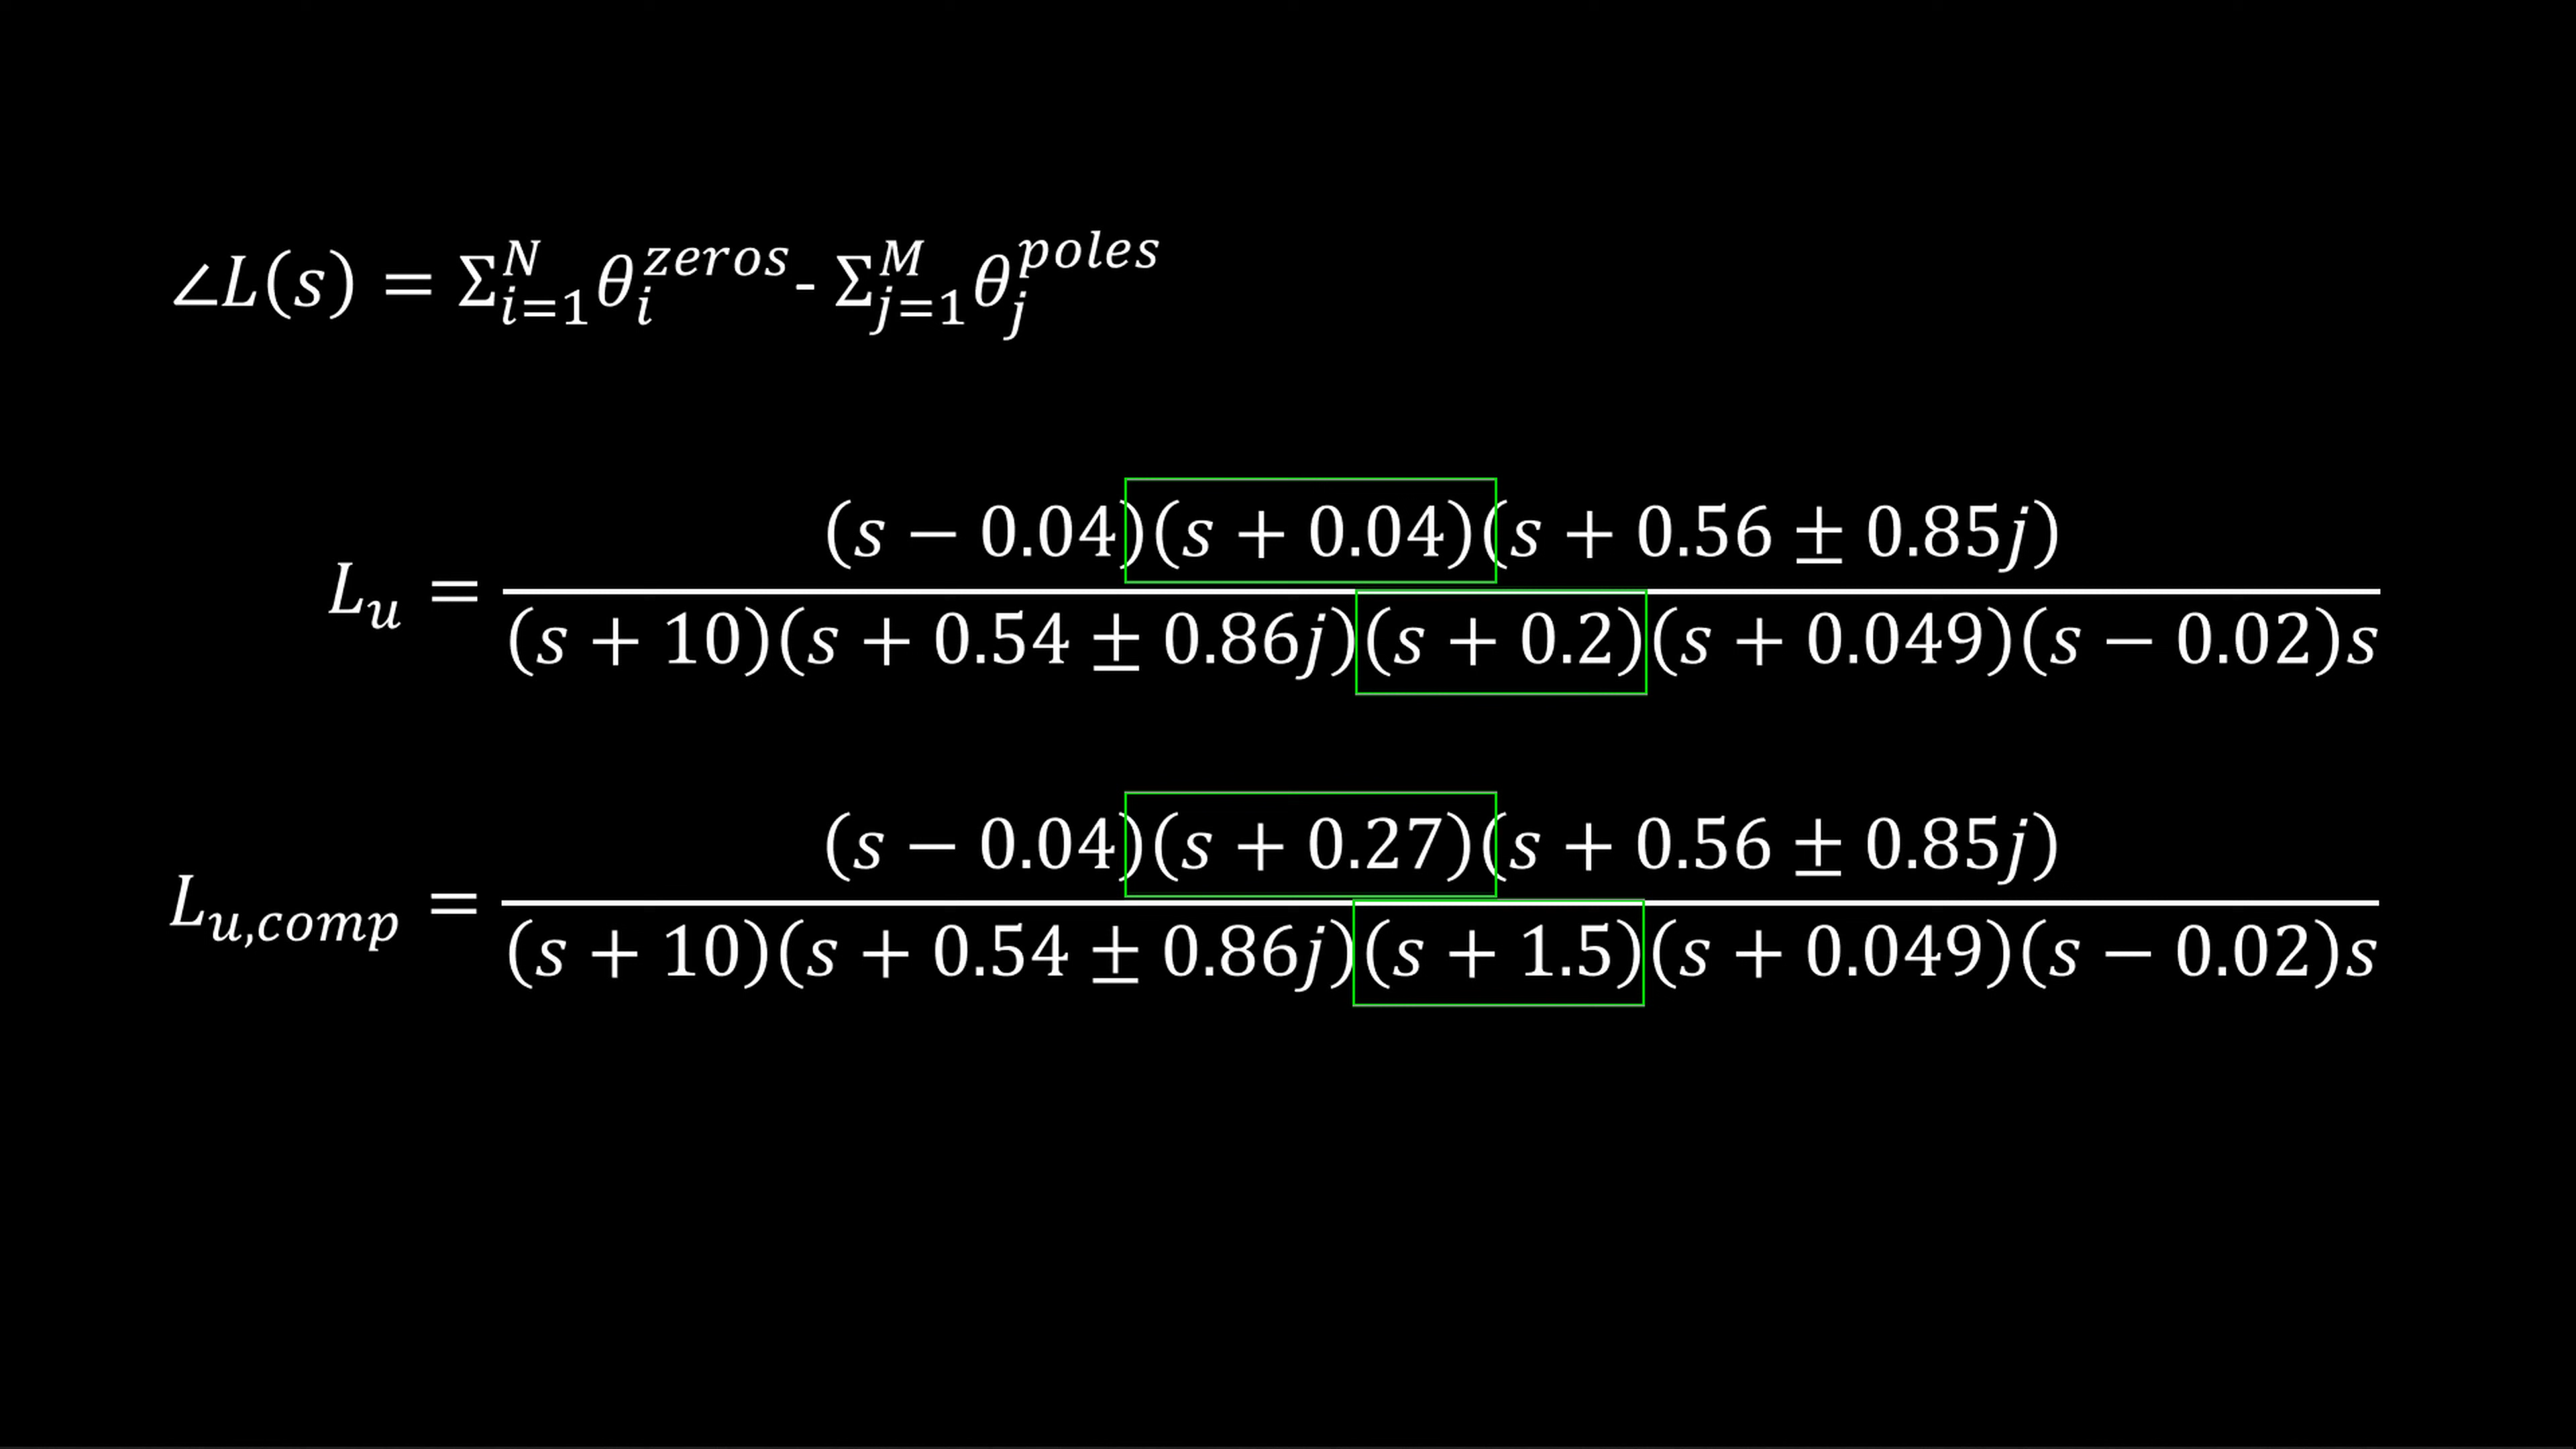 ∠L(s) = Σ_{i=1}^{N} θ_i^{zeros} - Σ_{j=1}^{M} θ_j^{poles}
(s − 0.04)(s + 0.04)(s + 0.56 ± 0.85j)
L_u =
(s + 10)(s + 0.54 ± 0.86j)(s + 0.2)(s + 0.049)(s − 0.02)s
(s − 0.04)(s + 0.27)(s + 0.56 ± 0.85j)
L_{u,comp} =
(s + 10)(s + 0.54 ± 0.86j)(s + 1.5)(s + 0.049)(s − 0.02)s